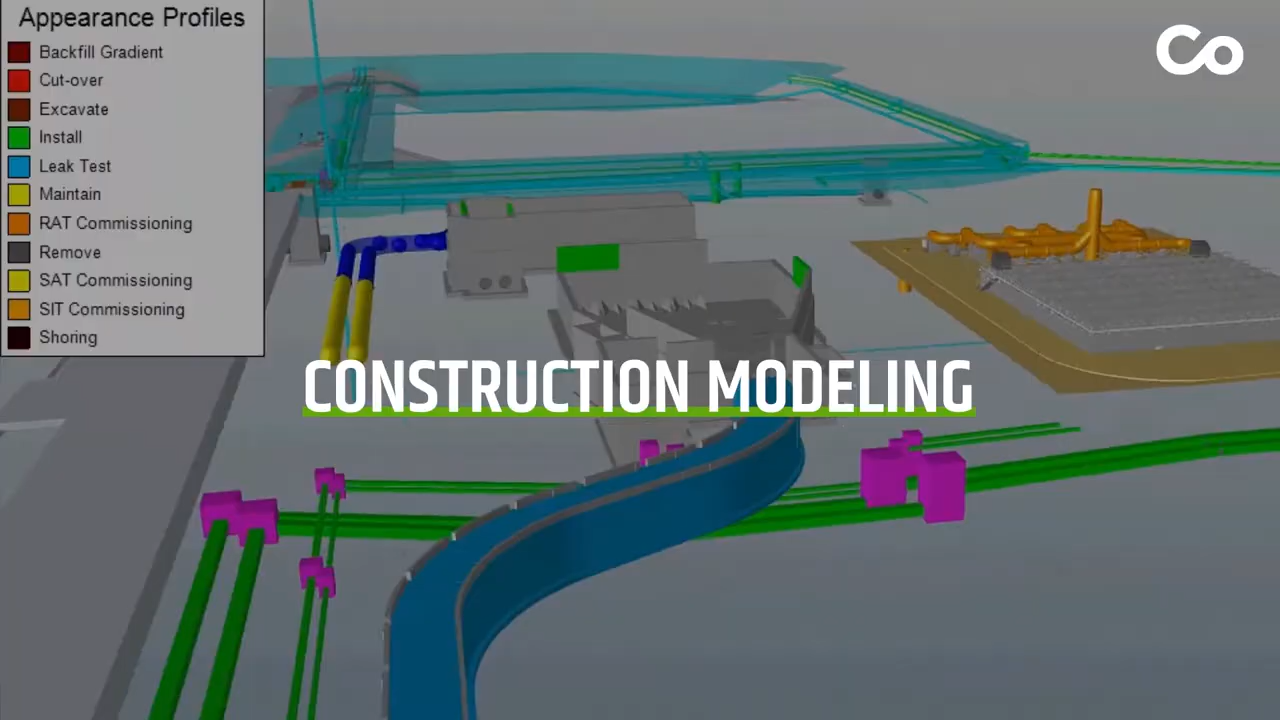 Appearance Profiles
Backfill Gradient
Cut-over
Excavate
Install
Leak Test
Maintain
RAT Commissioning
Remove
SAT Commissioning
SIT Commissioning
Shoring
Co
CONSTRUCTION MODELING